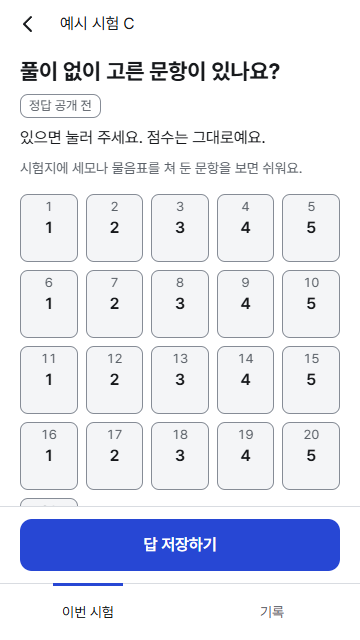 예시 시험 C
풀이 없이 고른 문항이 있나요?
정답 공개 전
있으면 눌러 주세요. 점수는 그대로예요.
시험지에 세모나 물음표를 쳐 둔 문항을 보면 쉬워요.
1 2 3 4 5
1 2 3 4 5
6 7 8 9 10
1 2 3 4 5
11 12 13 14 15
1 2 3 4 5
16 17 18 19 20
1 2 3 4 5
답 저장하기
이번 시험 기록